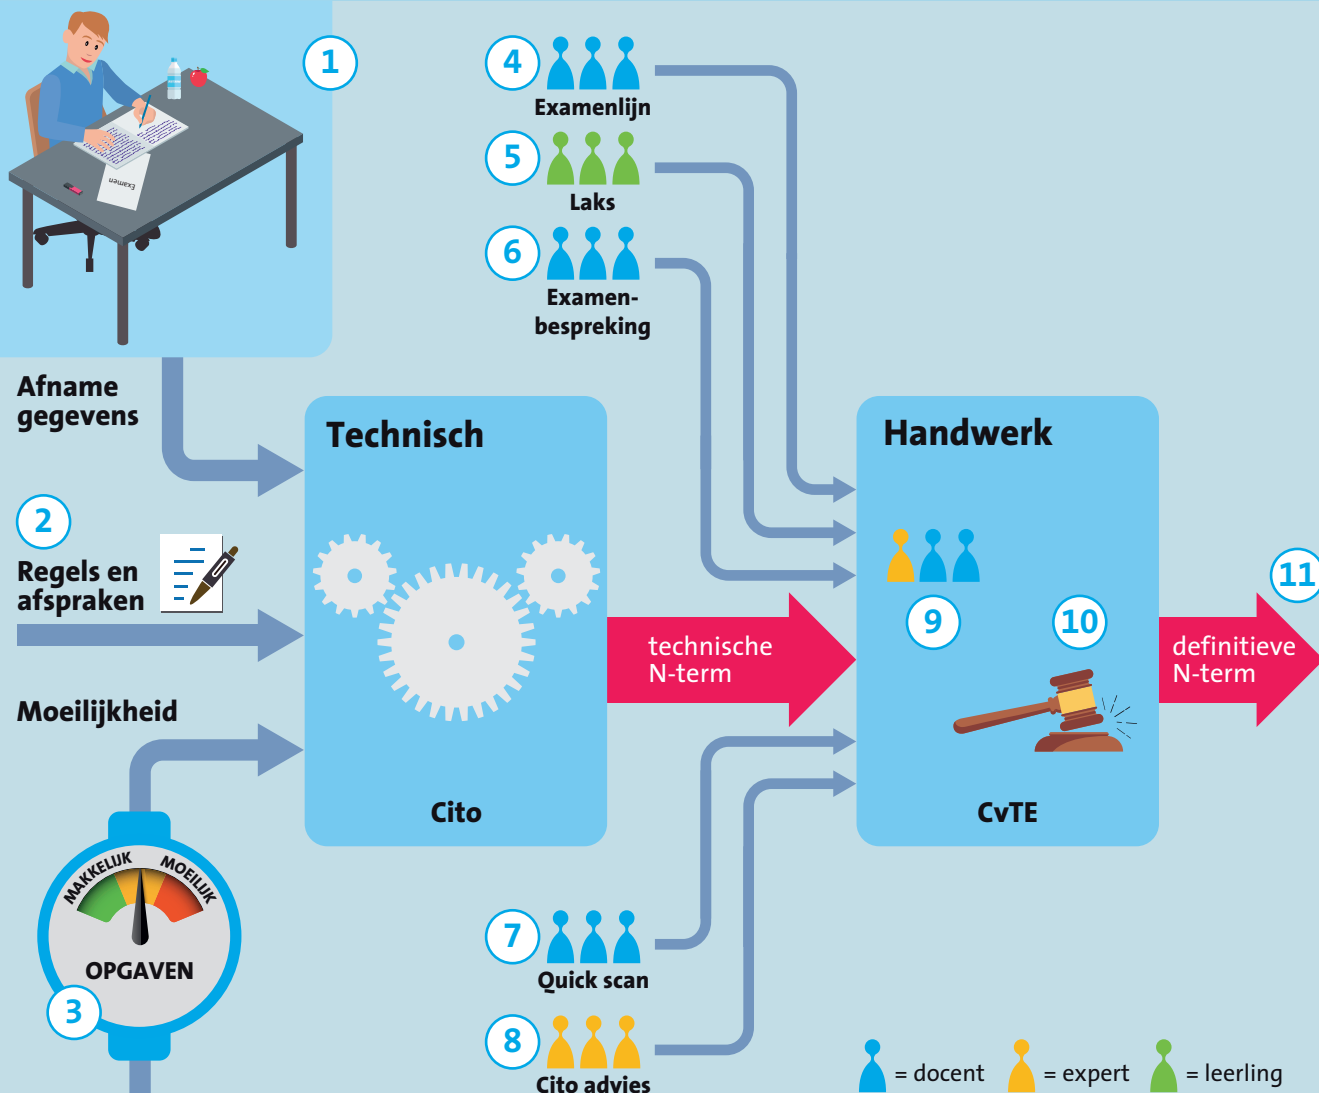 1
Examen
4
Examenlijn
5
Laks
6
Examen-
bespreking
Afname
gegevens
2
Regels en
afspraken
Moeilijkheid
MAKKELIJK MOEILIJK
OPGAVEN
3
Technisch
Cito
technische
N-term
Handwerk
9
10
CvTE
11
definitieve
N-term
7
Quick scan
8
Cito advies
= docent = expert = leerling